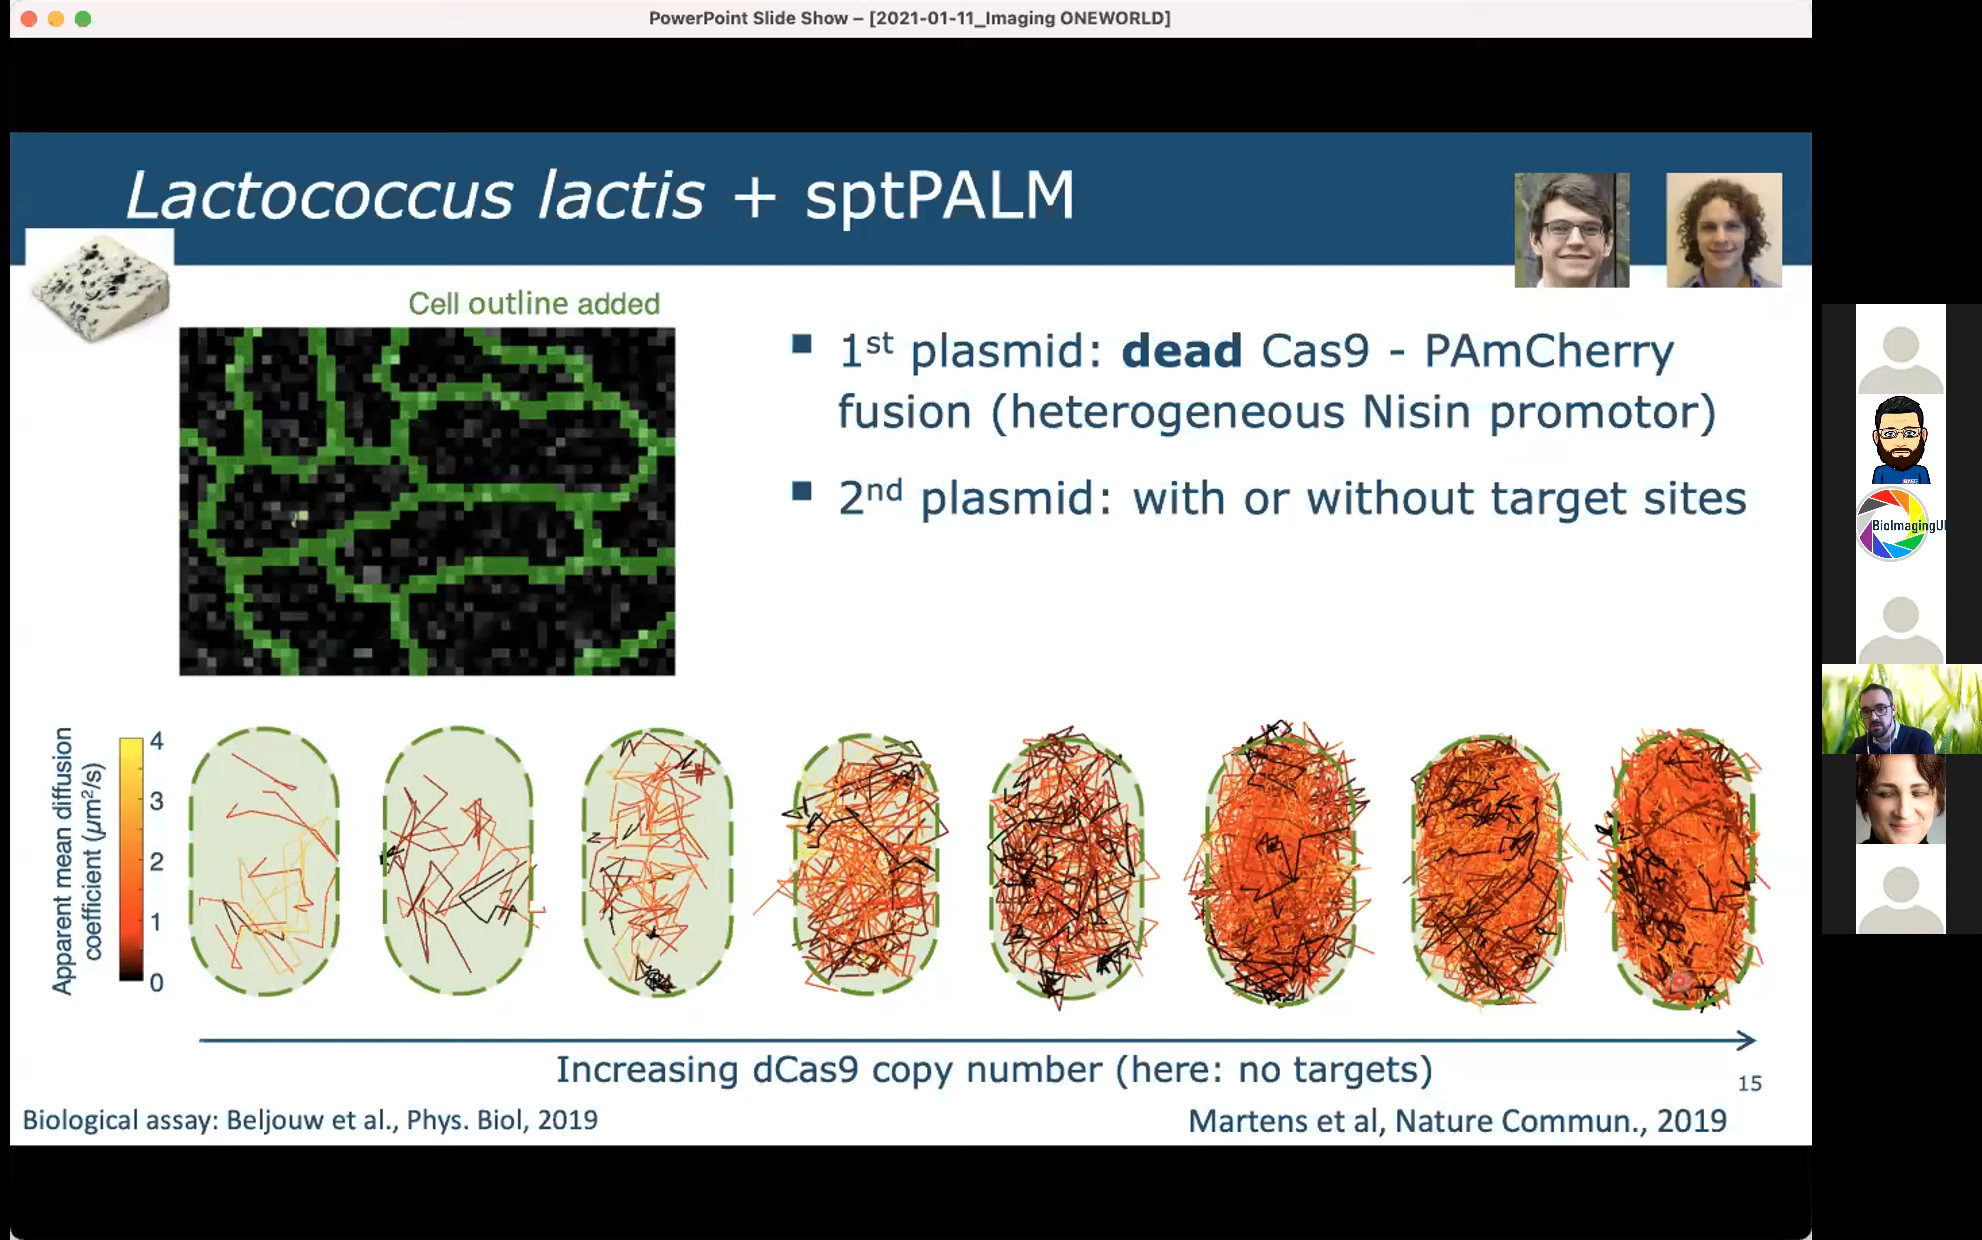 PowerPoint Slide Show – [2021-01-11_Imaging ONEWORLD]
Lactococcus lactis + sptPALM
Cell outline added
1st plasmid: dead Cas9 - PAmCherry
fusion (heterogeneous Nisin promotor)
2nd plasmid: with or without target sites
BioImagingU
Apparent mean diffusion
coefficient (μm²/s)
4
3
2
1
0
Increasing dCas9 copy number (here: no targets)
15
Biological assay: Beljouw et al., Phys. Biol, 2019
Martens et al, Nature Commun., 2019